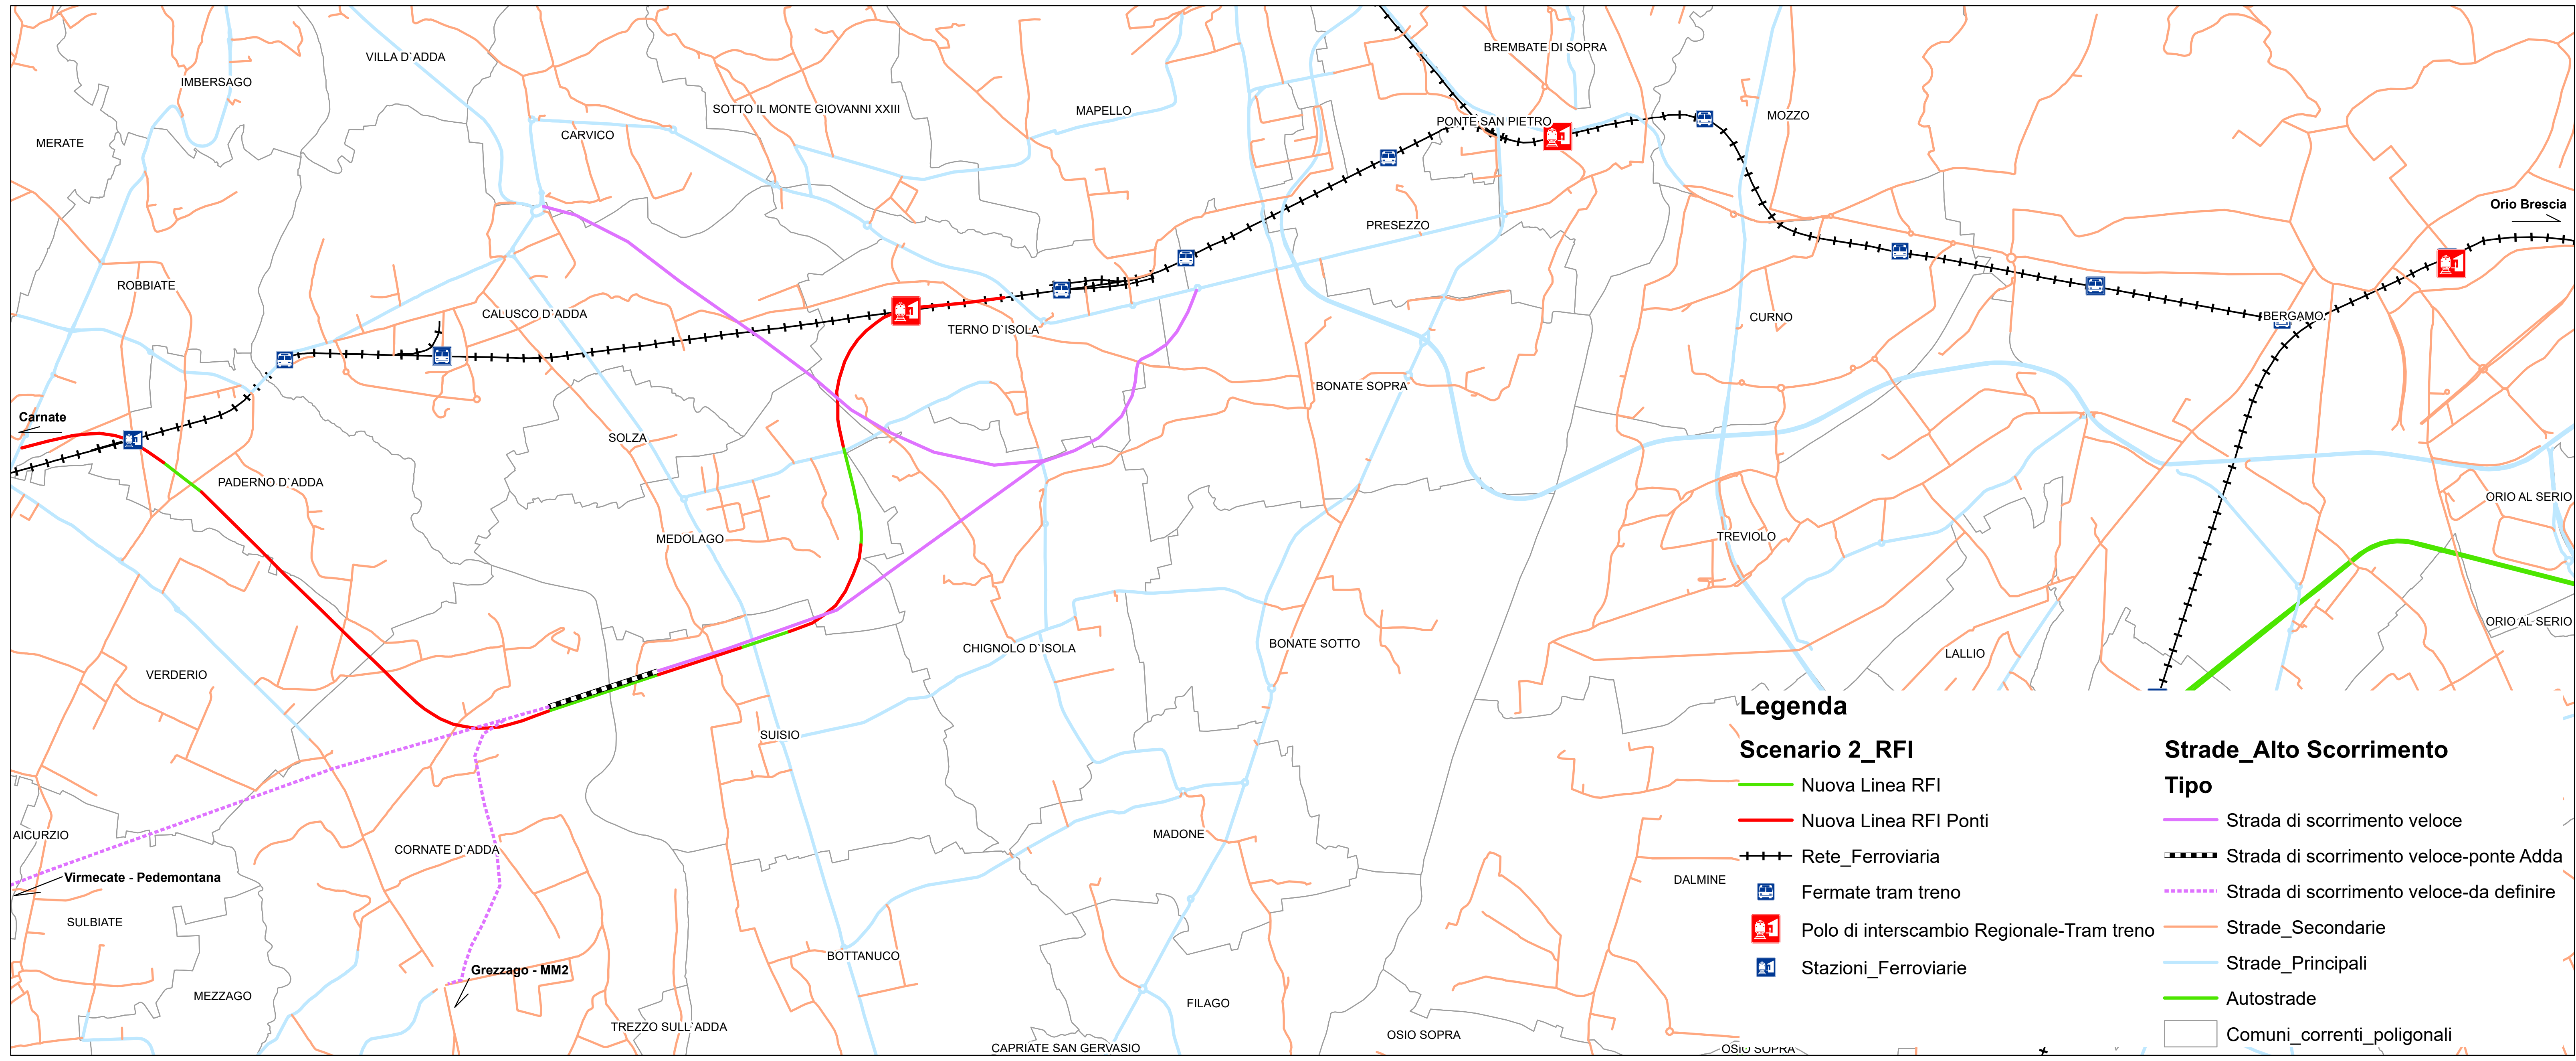 BREMBATE DI SOPRA
VILLA D`ADDA
IMBERSAGO
SOTTO IL MONTE GIOVANNI XXIII
MAPELLO
MOZZO
PONTE SAN PIETRO
CARVICO
MERATE
Orio Brescia
PRESEZZO
ROBBIATE
CALUSCO D`ADDA
BERGAMO
CURNO
TERNO D`ISOLA
BONATE SOPRA
Carnate
SOLZA
PADERNO D`ADDA
ORIO AL SERIO
TREVIOLO
MEDOLAGO
ORIO AL SERIO
BONATE SOTTO
CHIGNOLO D`ISOLA
LALLIO
VERDERIO
SUISIO
AICURZIO
MADONE
CORNATE D`ADDA
Virmecate - Pedemontana
DALMINE
SULBIATE
BOTTANUCO
Grezzago - MM2
MEZZAGO
FILAGO
TREZZO SULL`ADDA
OSIO SOPRA
CAPRIATE SAN GERVASIO
OSIO SOPRA
Legenda
Scenario 2_RFI
Nuova Linea RFI
Nuova Linea RFI Ponti
Rete_Ferroviaria
Fermate tram treno
Polo di interscambio Regionale-Tram treno
Stazioni_Ferroviarie
Strade_Alto Scorrimento
Tipo
Strada di scorrimento veloce
Strada di scorrimento veloce-ponte Adda
Strada di scorrimento veloce-da definire
Strade_Secondarie
Strade_Principali
Autostrade
Comuni_correnti_poligonali